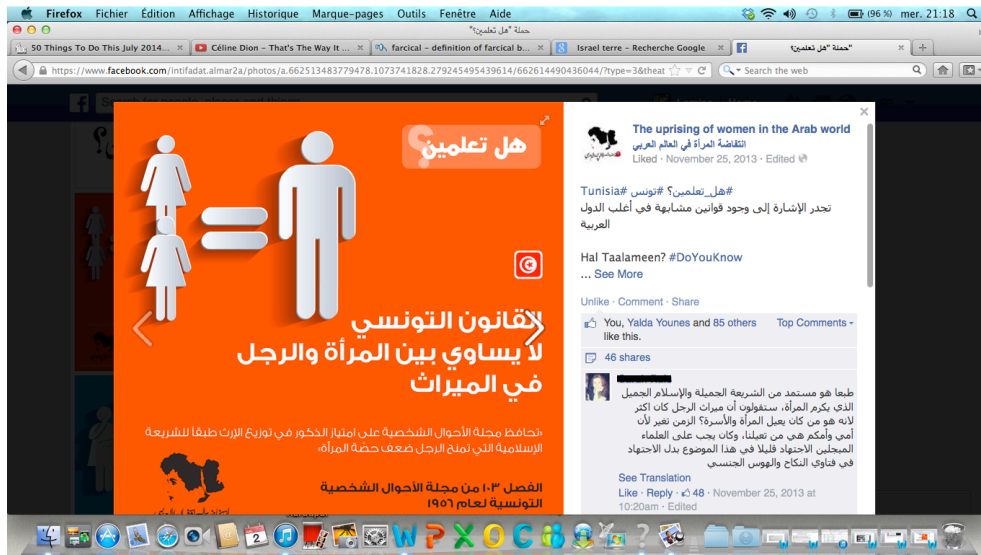 Firefox Fichier Édition Affichage Historique Marque-pages Outils Fenêtre Aide (96 %) mer. 21:18
حملة "هل تعلمين؟"
50 Things To Do This July 2014... Céline Dion – That's The Way It ... farcical – definition of farcical b... Israel terre – Recherche Google حملة "هل تعلمين؟"
https://www.facebook.com/intifadat.almar2a/photos/a.662513483779478.1073741828.279245495439614/662614490436044/?type=3&theat Search the web
هل تعلمين؟
القانون التونسي
لا يساوي بين المرأة والرجل
في الميراث
«تحافظ مجلة الأحوال الشخصية على امتياز الذكور في توزيع الإرث طبقاً للشريعة
الإسلامية التي تمنح الرجل ضعف حصّة المرأة»
الفصل ١٠٣ من مجلة الأحوال الشخصية
التونسية لعام ١٩٥٦
The uprising of women in the Arab world
انتفاضة المرأة في العالم العربي
Liked · November 25, 2013 · Edited
#هل_تعلمين؟ #تونس #Tunisia
تجدر الإشارة إلى وجود قوانين مشابهة في أغلب الدول
العربية
Hal Taalameen? #DoYouKnow
... See More
Unlike · Comment · Share
You, Yalda Younes and 85 others like this. Top Comments
46 shares
طبعا هو مستمد من الشريعة الجميلة والإسلام الجميل
الذي يكرم المرأة، ستقولون أن ميراث الرجل كان اكثر
لانه هو من كان يعيل المرأة والأسرة؟ الزمن تغير لأن
أمي وأمكم هي من تعيلنا، وكان يجب على العلماء
المبجلين الاجتهاد قليلا في هذا الموضوع بدل الاجتهاد
في فتاوي النكاح والهوس الجنسي
See Translation
Like · Reply · 48 · November 25, 2013 at
10:20am · Edited